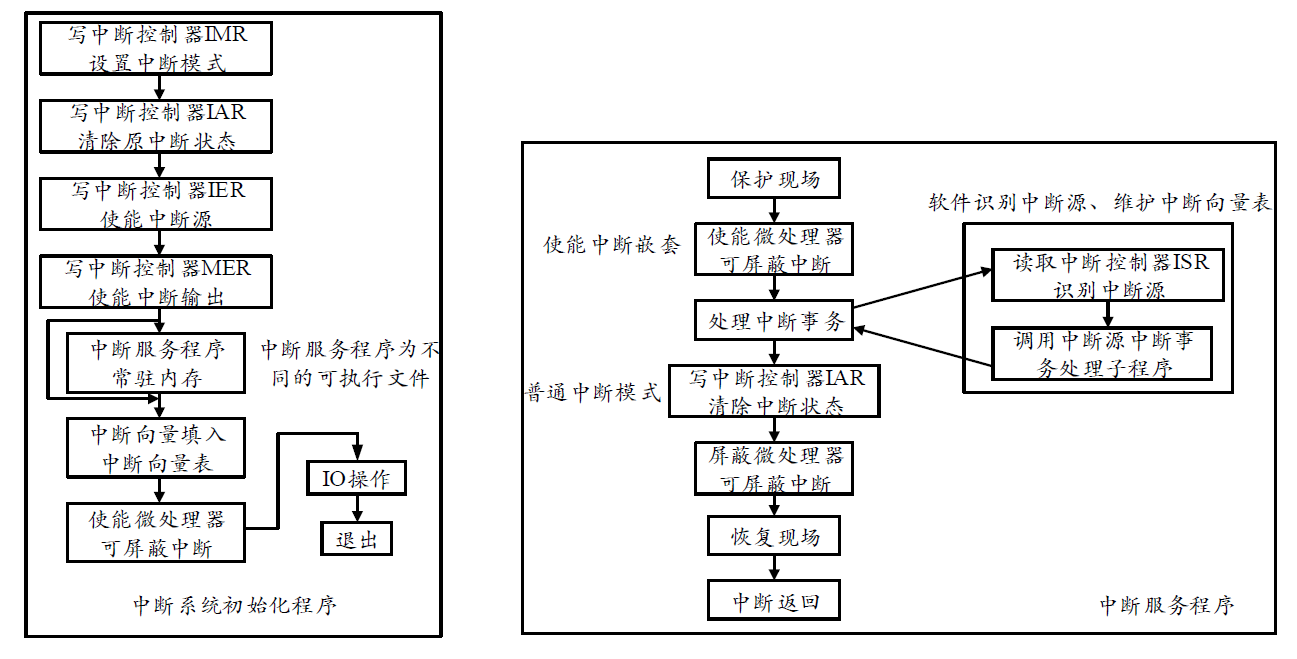 写中断控制器IMR
设置中断模式
写中断控制器IAR
清除原中断状态
写中断控制器IER
使能中断源
写中断控制器MER
使能中断输出
中断服务程序
常驻内存
中断服务程序为不
同的可执行文件
中断向量填入
中断向量表
使能微处理器
可屏蔽中断
IO操作
退出
中断系统初始化程序
保护现场
使能中断嵌套
使能微处理器
可屏蔽中断
处理中断事务
软件识别中断源、维护中断向量表
读取中断控制器ISR
识别中断源
调用中断源中断事
务处理子程序
普通中断模式
写中断控制器IAR
清除中断状态
屏蔽微处理器
可屏蔽中断
恢复现场
中断返回
中断服务程序